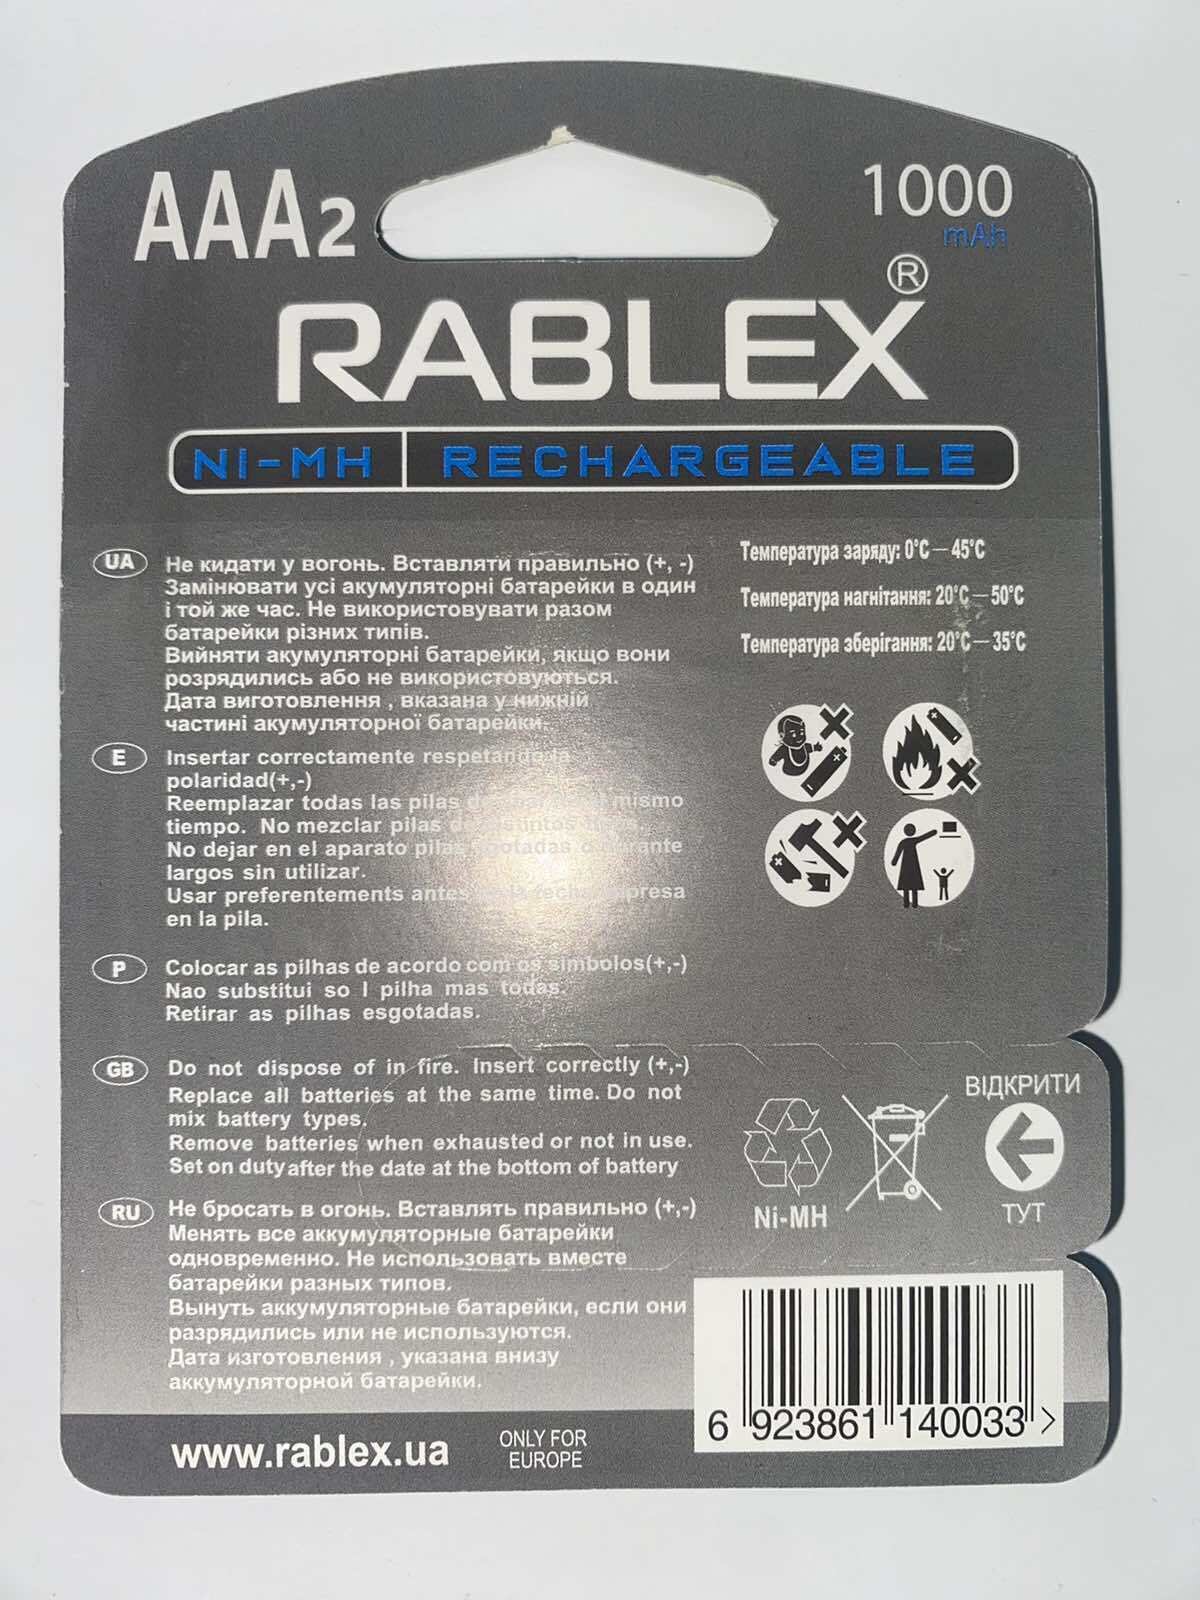 AAA2
1000
mAh
RABLEX®
NI-MH RECHARGEABLE
UA
Не кидати у вогонь. Вставляти правильно (+, -)
Замінювати усі акумуляторні батарейки в один
і той же час. Не використовувати разом
батарейки різних типів.
Вийняти акумуляторні батарейки, якщо вони
розрядились або не використовуються.
Дата виготовлення , вказана у нижній
частині акумуляторної батарейки.
Температура заряду: 0°C — 45°C
Температура нагнітання: 20°C — 50°C
Температура зберігання: 20°C — 35°C
E
Insertar correctamente respetando la
polaridad(+,-)
Reemplazar todas las pilas mismo
tiempo. No mezclar pilas
No dejar en el aparato pilas
largos sin utilizar.
Usar preferentements antes
en la pila.
P
Colocar as pilhas de acordo com os simbolos(+,-)
Nao substitui so I pilha mas todas.
Retirar as pilhas esgotadas.
GB
Do not dispose of in fire. Insert correctly (+,-)
Replace all batteries at the same time. Do not
mix battery types.
Remove batteries when exhausted or not in use.
Set on duty after the date at the bottom of battery
Ni-MH
ВІДКРИТИ
ТУТ
RU
Не бросать в огонь. Вставлять правильно (+,-)
Менять все аккумуляторные батарейки
одновременно. Не использовать вместе
батарейки разных типов.
Вынуть аккумуляторные батарейки, если они
разрядились или не используются.
Дата изготовления , указана внизу
аккумуляторной батарейки.
6 923861 140033 >
www.rablex.ua
ONLY FOR
EUROPE